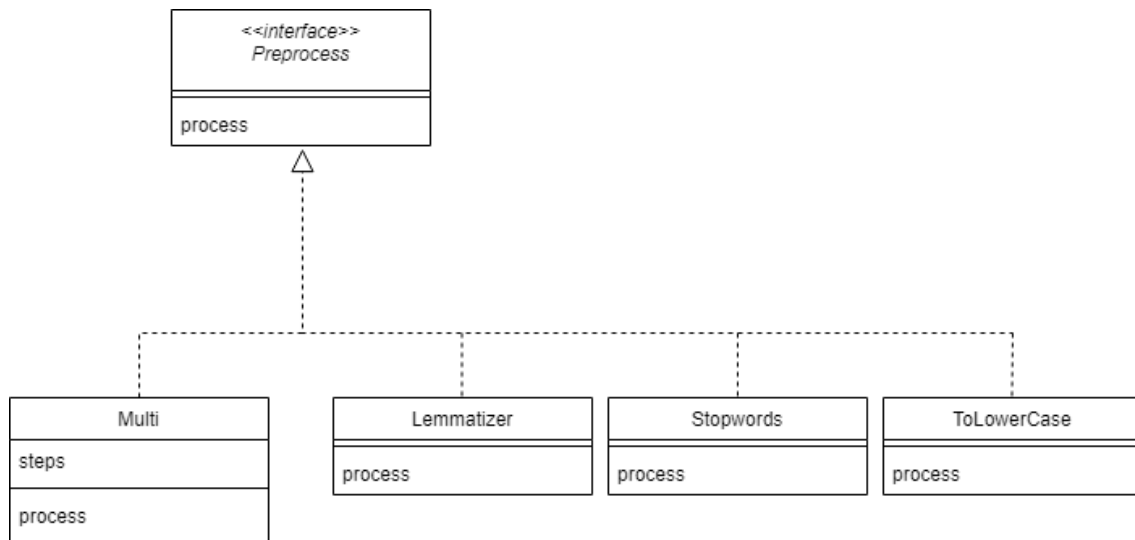 <<interface>>
Preprocess
process
Multi
steps
process
Lemmatizer
process
Stopwords
process
ToLowerCase
process